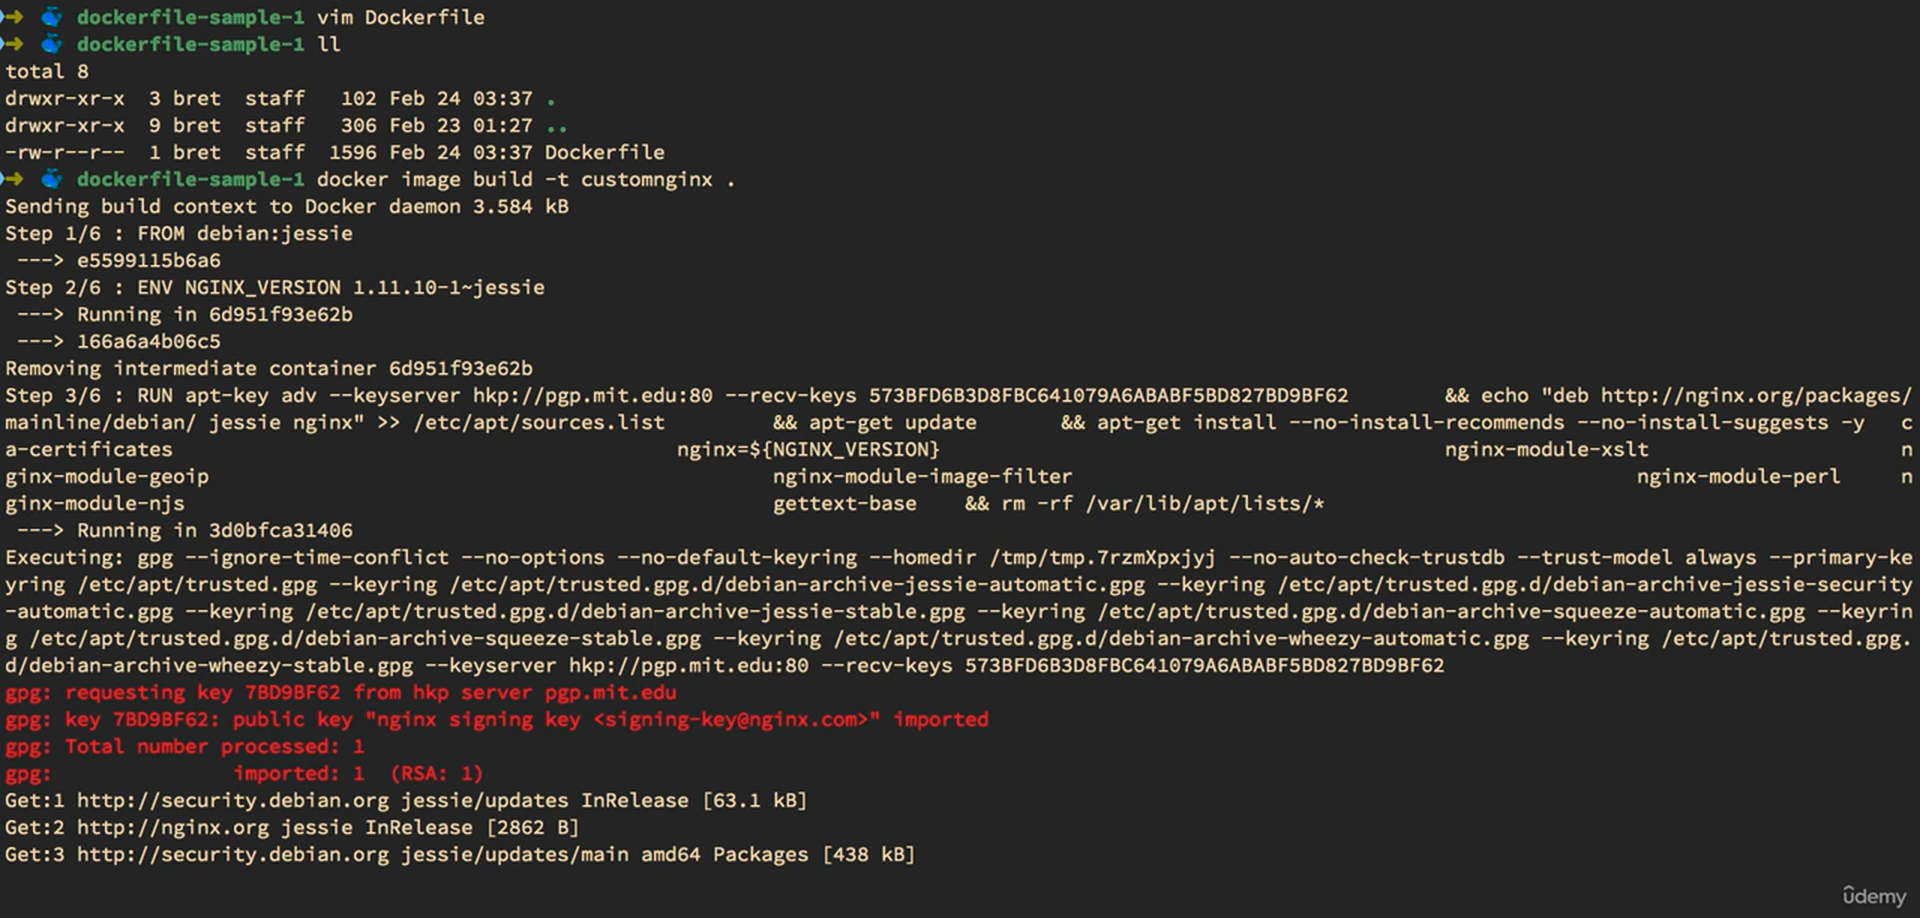 ➜ 🐳 dockerfile-sample-1 vim Dockerfile
➜ 🐳 dockerfile-sample-1 ll
total 8
drwxr-xr-x  3 bret  staff   102 Feb 24 03:37 .
drwxr-xr-x  9 bret  staff   306 Feb 23 01:27 ..
-rw-r--r--  1 bret  staff  1596 Feb 24 03:37 Dockerfile
➜ 🐳 dockerfile-sample-1 docker image build -t customnginx .
Sending build context to Docker daemon 3.584 kB
Step 1/6 : FROM debian:jessie
 ---> e5599115b6a6
Step 2/6 : ENV NGINX_VERSION 1.11.10-1~jessie
 ---> Running in 6d951f93e62b
 ---> 166a6a4b06c5
Removing intermediate container 6d951f93e62b
Step 3/6 : RUN apt-key adv --keyserver hkp://pgp.mit.edu:80 --recv-keys 573BFD6B3D8FBC641079A6ABABF5BD827BD9BF62        && echo "deb http://nginx.org/packages/
mainline/debian/ jessie nginx" >> /etc/apt/sources.list         && apt-get update       && apt-get install --no-install-recommends --no-install-suggests -y   c
a-certificates                                          nginx=${NGINX_VERSION}                                          nginx-module-xslt                     n
ginx-module-geoip                                               nginx-module-image-filter                                               nginx-module-perl     n
ginx-module-njs                                                 gettext-base    && rm -rf /var/lib/apt/lists/*
 ---> Running in 3d0bfca31406
Executing: gpg --ignore-time-conflict --no-options --no-default-keyring --homedir /tmp/tmp.7rzmXpxjyj --no-auto-check-trustdb --trust-model always --primary-ke
yring /etc/apt/trusted.gpg --keyring /etc/apt/trusted.gpg.d/debian-archive-jessie-automatic.gpg --keyring /etc/apt/trusted.gpg.d/debian-archive-jessie-security
-automatic.gpg --keyring /etc/apt/trusted.gpg.d/debian-archive-jessie-stable.gpg --keyring /etc/apt/trusted.gpg.d/debian-archive-squeeze-automatic.gpg --keyrin
g /etc/apt/trusted.gpg.d/debian-archive-squeeze-stable.gpg --keyring /etc/apt/trusted.gpg.d/debian-archive-wheezy-automatic.gpg --keyring /etc/apt/trusted.gpg.
d/debian-archive-wheezy-stable.gpg --keyserver hkp://pgp.mit.edu:80 --recv-keys 573BFD6B3D8FBC641079A6ABABF5BD827BD9BF62
gpg: requesting key 7BD9BF62 from hkp server pgp.mit.edu
gpg: key 7BD9BF62: public key "nginx signing key <signing-key@nginx.com>" imported
gpg: Total number processed: 1
gpg:               imported: 1  (RSA: 1)
Get:1 http://security.debian.org jessie/updates InRelease [63.1 kB]
Get:2 http://nginx.org jessie InRelease [2862 B]
Get:3 http://security.debian.org jessie/updates/main amd64 Packages [438 kB]
ûdemy